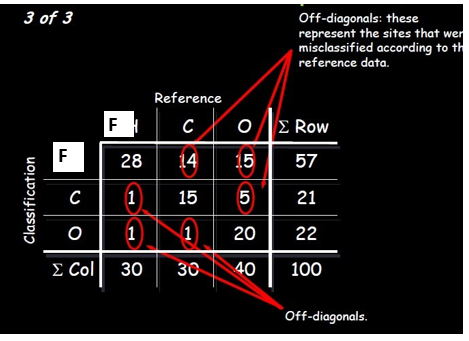 3 of 3
Off-diagonals: these
represent the sites that wer
misclassified according to th
reference data.
Reference
F C O Σ Row
F 28 14 15 57
Classification
C 1 15 5 21
O 1 1 20 22
Σ Col 30 30 40 100
Off-diagonals.